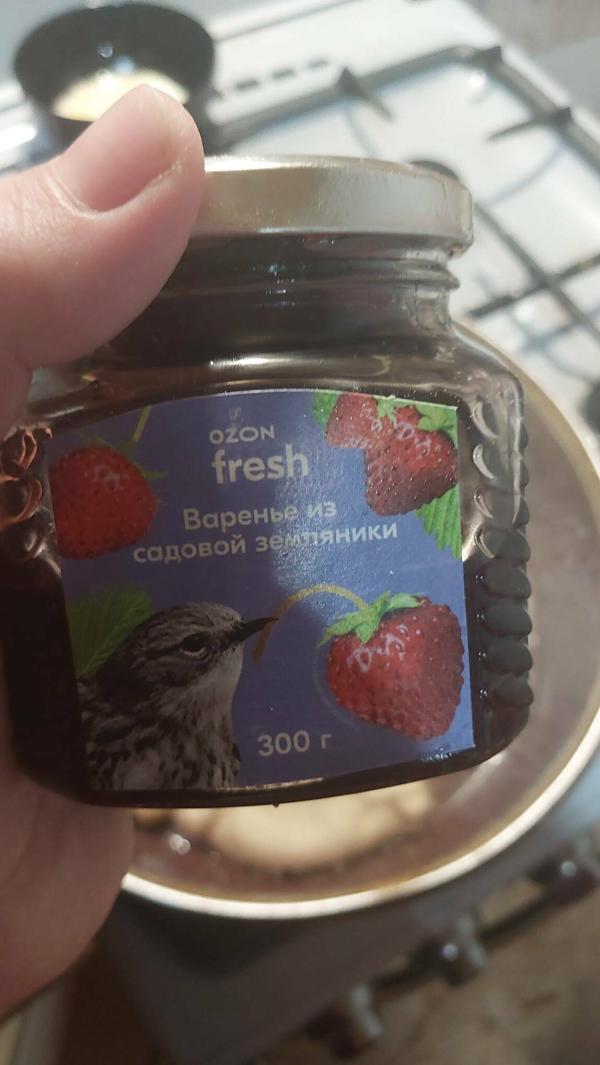 OZON
fresh
Варенье из
садовой земляники
300 г